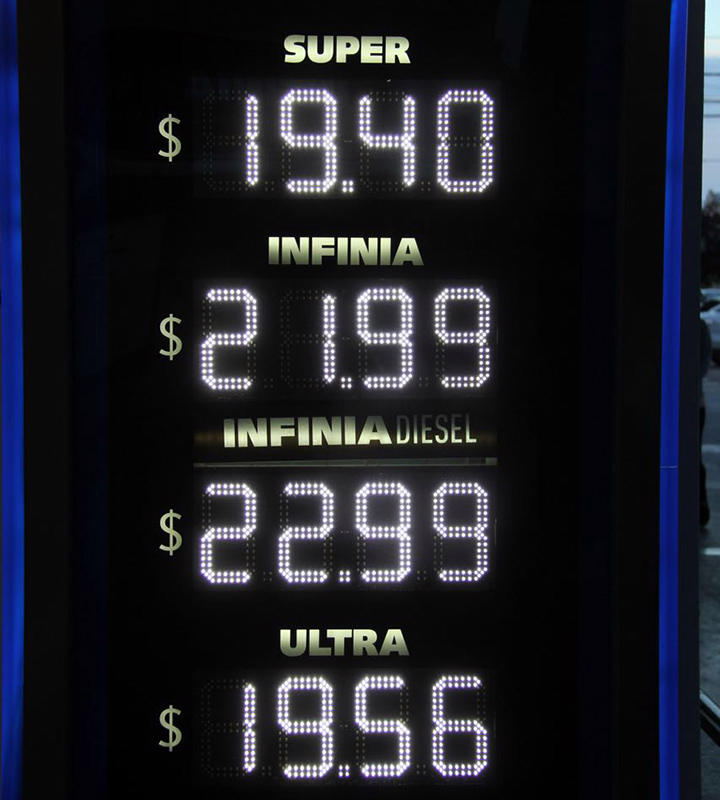 SUPER
$ 19.40
INFINIA
$ 21.99
INFINIA DIESEL
$ 22.99
ULTRA
$ 19.56